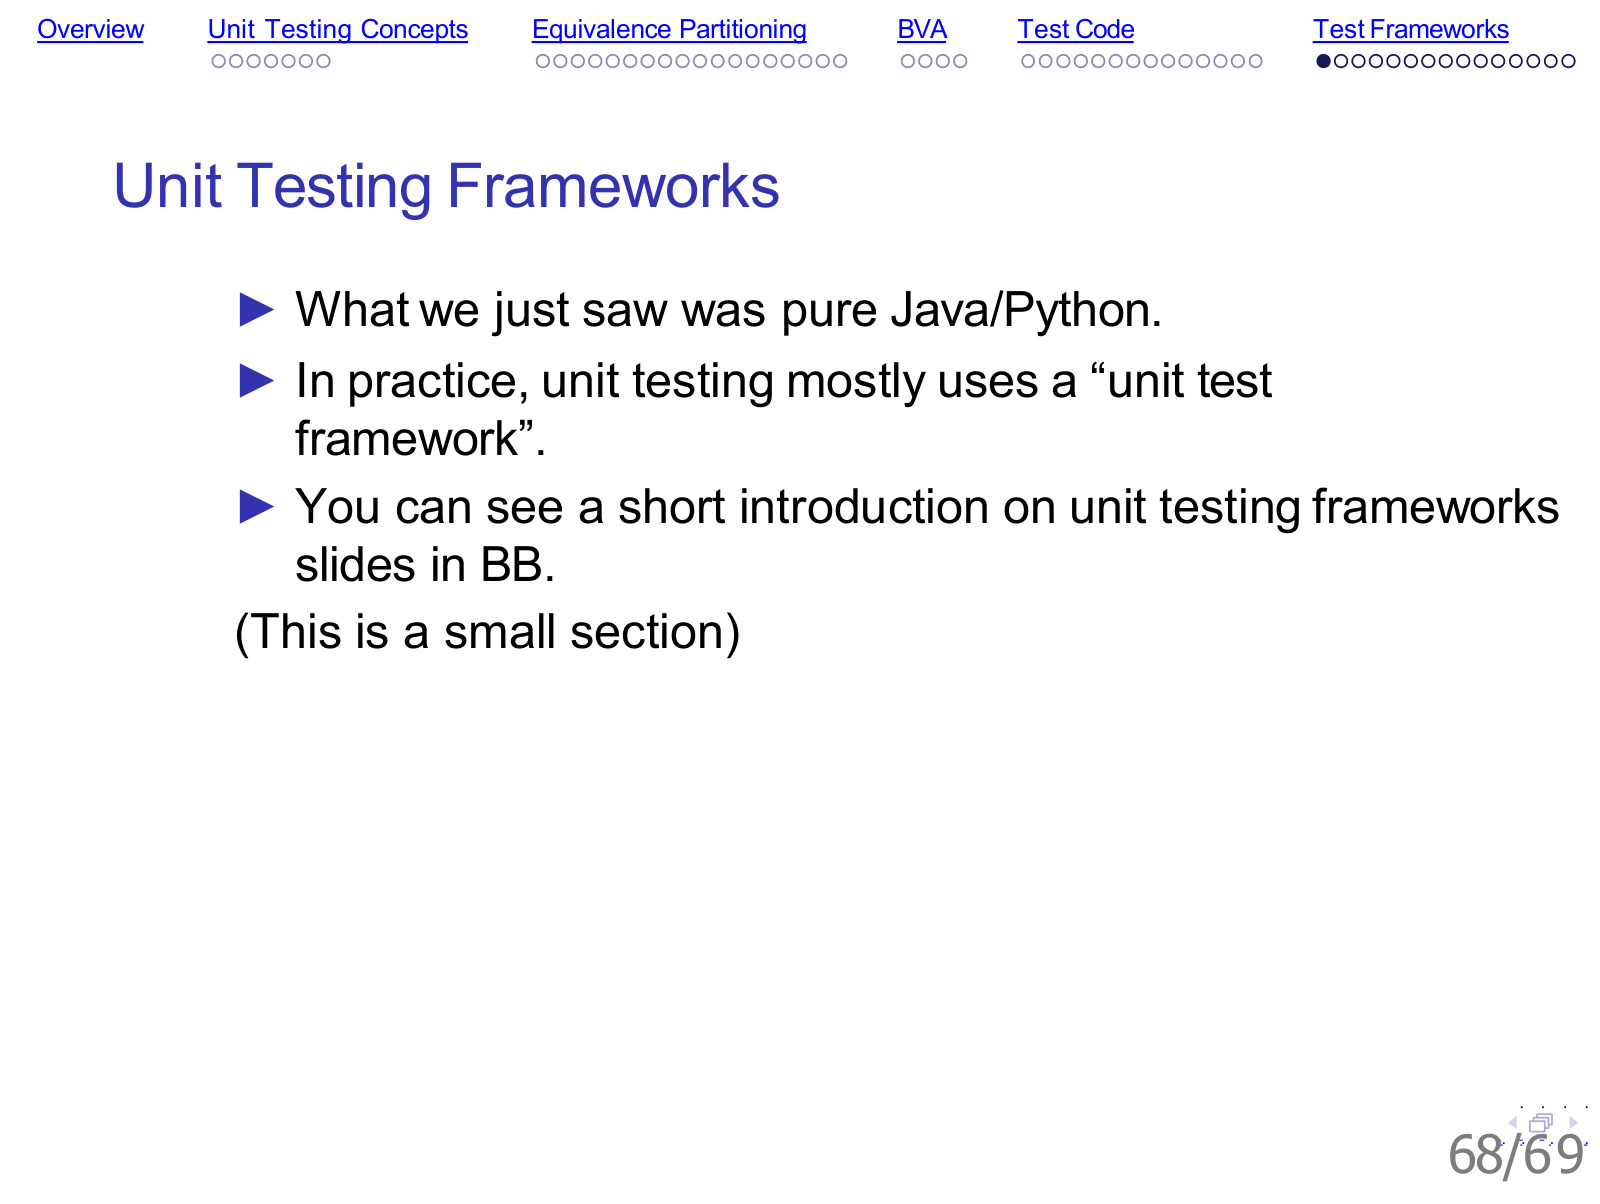 Overview Unit Testing Concepts Equivalence Partitioning BVA Test Code Test Frameworks
Unit Testing Frameworks
► What we just saw was pure Java/Python.
► In practice, unit testing mostly uses a “unit test
framework”.
► You can see a short introduction on unit testing frameworks
slides in BB.
(This is a small section)
68/69